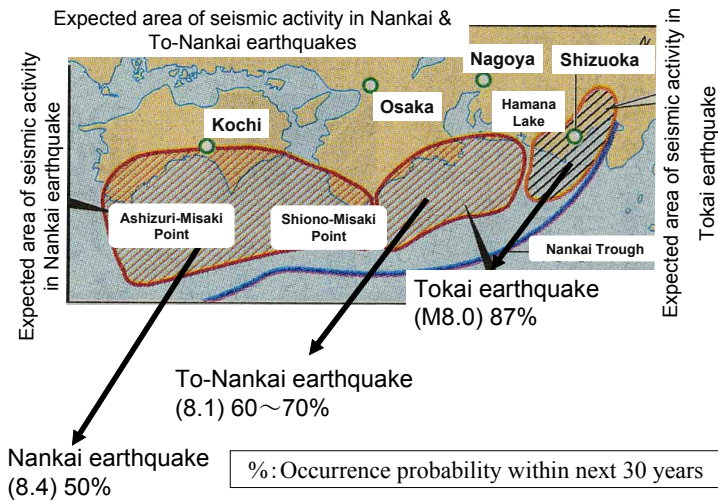 Expected area of seismic activity in Nankai &
To-Nankai earthquakes
Expected area of seismic activity
in Nankai earthquake
Expected area of seismic activity in
Tokai earthquake
N
Nagoya
Shizuoka
Osaka
Hamana
Lake
Kochi
Ashizuri-Misaki
Point
Shiono-Misaki
Point
Nankai Trough
Tokai earthquake
(M8.0) 87%
To-Nankai earthquake
(8.1) 60～70%
Nankai earthquake
(8.4) 50%
%:Occurrence probability within next 30 years